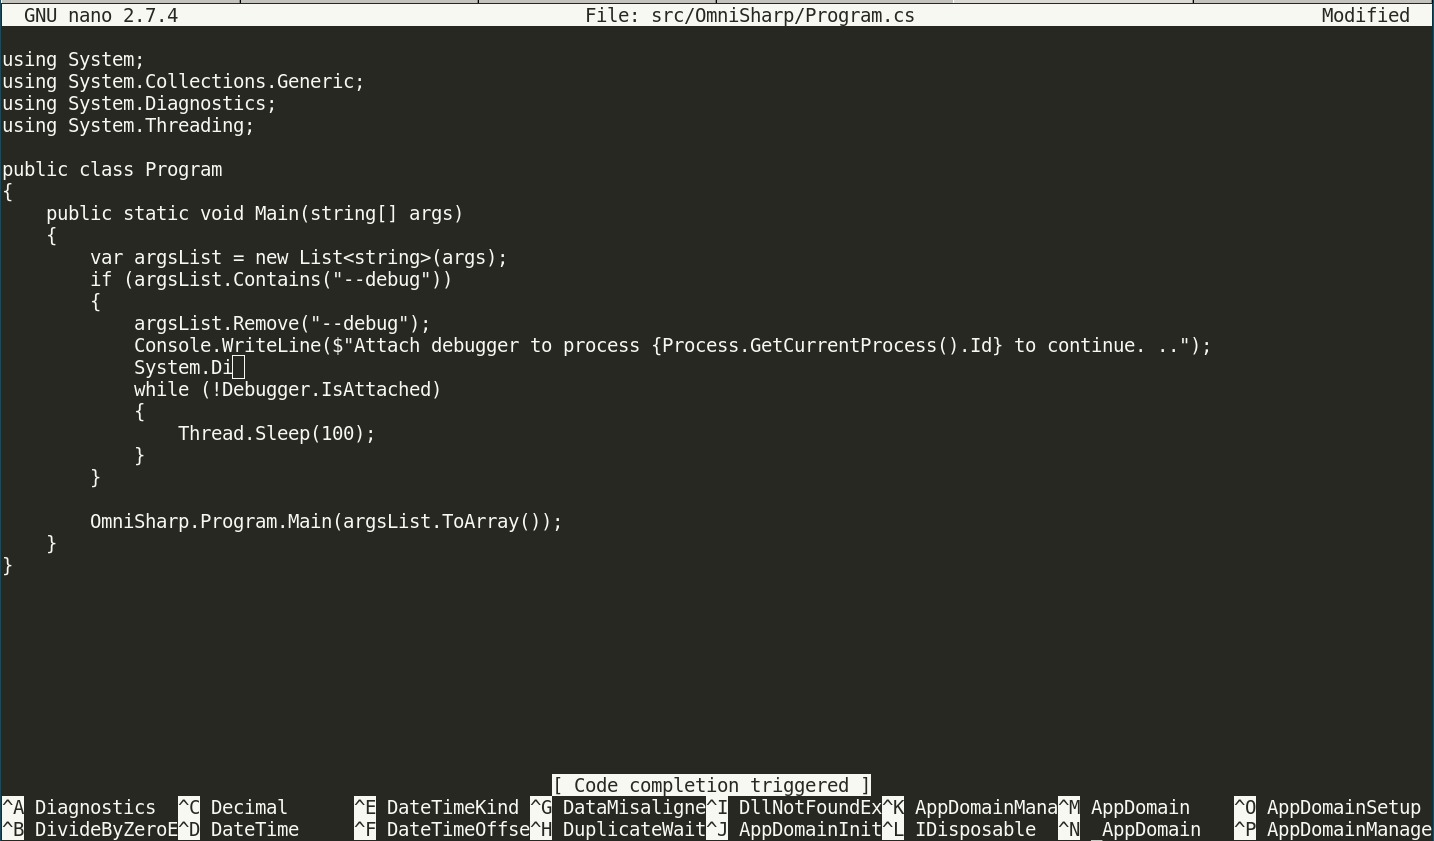 GNU nano 2.7.4 File: src/OmniSharp/Program.cs Modified
using System;
using System.Collections.Generic;
using System.Diagnostics;
using System.Threading;
public class Program
{
    public static void Main(string[] args)
    {
        var argsList = new List<string>(args);
        if (argsList.Contains("--debug"))
        {
            argsList.Remove("--debug");
            Console.WriteLine($"Attach debugger to process {Process.GetCurrentProcess().Id} to continue. ..");
            System.Di
            while (!Debugger.IsAttached)
            {
                Thread.Sleep(100);
            }
        }
        OmniSharp.Program.Main(argsList.ToArray());
    }
}
[ Code completion triggered ]
^A Diagnostics ^C Decimal ^E DateTimeKind ^G DataMisaligne^I DllNotFoundEx^K AppDomainMana^M AppDomain ^O AppDomainSetup
^B DivideByZeroE^D DateTime ^F DateTimeOffse^H DuplicateWait^J AppDomainInit^L IDisposable ^N _AppDomain ^P AppDomainManage